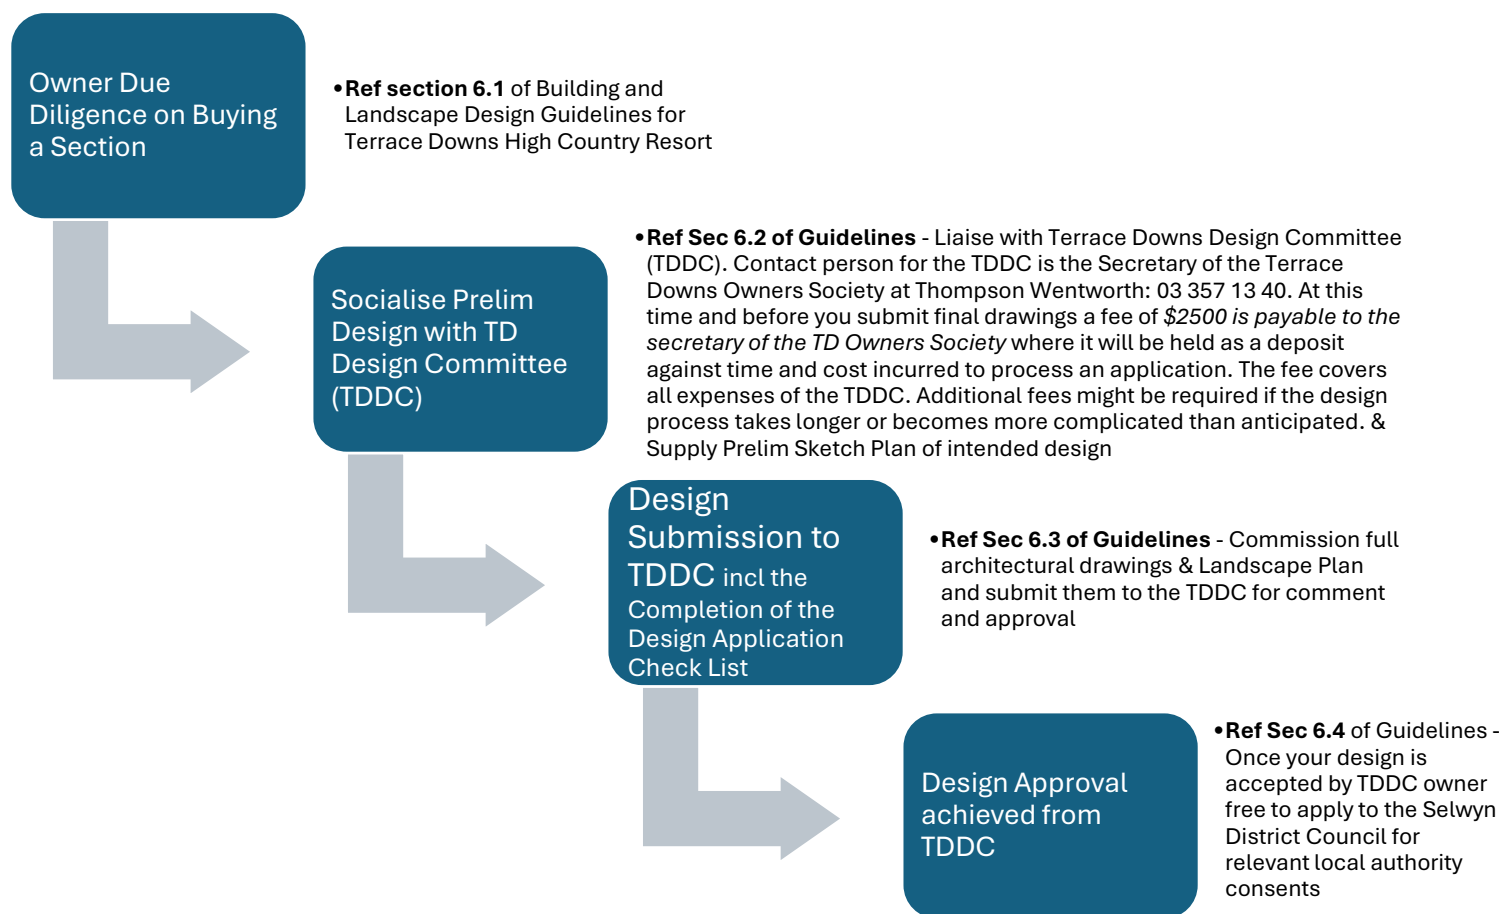 Owner Due
Diligence on Buying
a Section
•Ref section 6.1 of Building and
Landscape Design Guidelines for
Terrace Downs High Country Resort
Socialise Prelim
Design with TD
Design Committee
(TDDC)
•Ref Sec 6.2 of Guidelines - Liaise with Terrace Downs Design Committee
(TDDC). Contact person for the TDDC is the Secretary of the Terrace
Downs Owners Society at Thompson Wentworth: 03 357 13 40. At this
time and before you submit final drawings a fee of $2500 is payable to the
secretary of the TD Owners Society where it will be held as a deposit
against time and cost incurred to process an application. The fee covers
all expenses of the TDDC. Additional fees might be required if the design
process takes longer or becomes more complicated than anticipated. &
Supply Prelim Sketch Plan of intended design
Design
Submission to
TDDC incl the
Completion of the
Design Application
Check List
•Ref Sec 6.3 of Guidelines - Commission full
architectural drawings & Landscape Plan
and submit them to the TDDC for comment
and approval
Design Approval
achieved from
TDDC
•Ref Sec 6.4 of Guidelines -
Once your design is
accepted by TDDC owner
free to apply to the Selwyn
District Council for
relevant local authority
consents